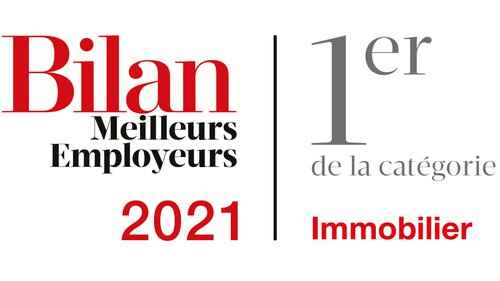 Bilan
Meilleurs
Employeurs
2021
1er
de la catégorie
Immobilier